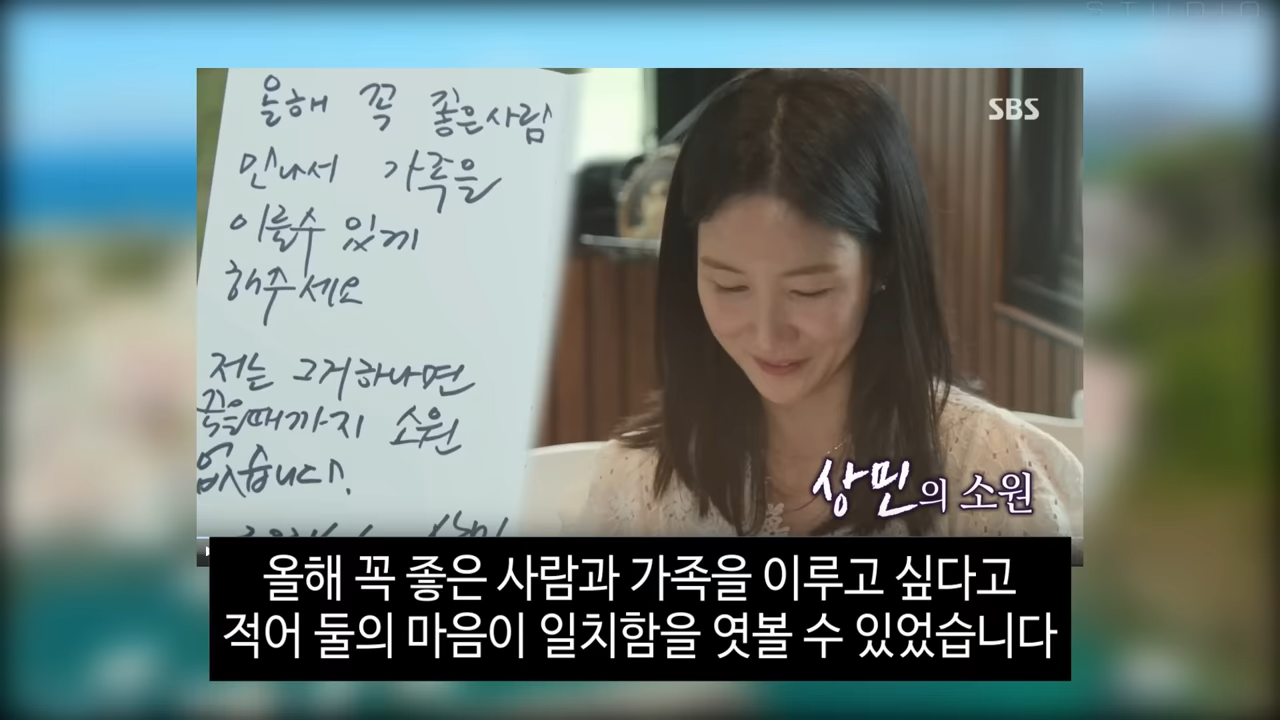 STUDIO
올해 꼭 좋은사람
만나서 가족을
이룰수 있게
해주세요
저는 그거하나면
죽을때까지 소원
없습니다.
SBS
상민의 소원
올해 꼭 좋은 사람과 가족을 이루고 싶다고
적어 둘의 마음이 일치함을 엿볼 수 있었습니다